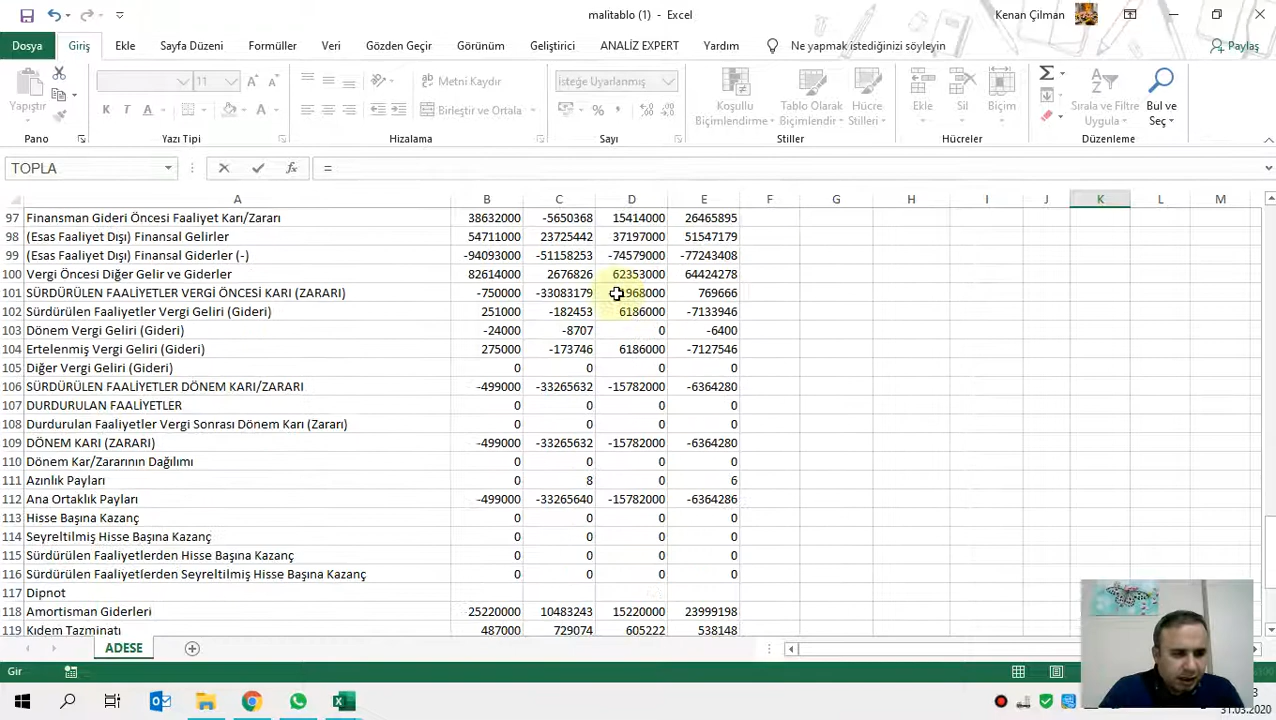 malitablo (1) - Excel
Kenan Çilman
Dosya Giriş Ekle Sayfa Düzeni Formüller Veri Gözden Geçir Görünüm Geliştirici ANALİZ EXPERT Yardım Ne yapmak istediğinizi söyleyin Paylaş
Yapıştır
11
Metni Kaydır
Birleştir ve Ortala
İsteğe Uyarlanmış
Koşullu Biçimlendirme
Tablo Olarak Biçimlendir
Hücre Stilleri
Ekle Sil Biçim
Sırala ve Filtre Uygula
Bul ve Seç
Pano Yazı Tipi Hizalama Sayı Stiller Hücreler Düzenleme
TOPLA =
A B C D E F G H I J K L M
97 Finansman Gideri Öncesi Faaliyet Karı/Zararı 38632000 -5650368 15414000 26465895
98 (Esas Faaliyet Dışı) Finansal Gelirler 54711000 23725442 37197000 51547179
99 (Esas Faaliyet Dışı) Finansal Giderler (-) -94093000 -51158253 -74579000 -77243408
100 Vergi Öncesi Diğer Gelir ve Giderler 82614000 2676826 62353000 64424278
101 SÜRDÜRÜLEN FAALİYETLER VERGİ ÖNCESİ KARI (ZARARI) -750000 -33083179 1968000 769666
102 Sürdürülen Faaliyetler Vergi Geliri (Gideri) 251000 -182453 6186000 -7133946
103 Dönem Vergi Geliri (Gideri) -24000 -8707 0 -6400
104 Ertelenmiş Vergi Geliri (Gideri) 275000 -173746 6186000 -7127546
105 Diğer Vergi Geliri (Gideri) 0 0 0 0
106 SÜRDÜRÜLEN FAALİYETLER DÖNEM KARI/ZARARI -499000 -33265632 -15782000 -6364280
107 DURDURULAN FAALİYETLER 0 0 0 0
108 Durdurulan Faaliyetler Vergi Sonrası Dönem Karı (Zararı) 0 0 0 0
109 DÖNEM KARI (ZARARI) -499000 -33265632 -15782000 -6364280
110 Dönem Kar/Zararının Dağılımı 0 0 0 0
111 Azınlık Payları 0 8 0 6
112 Ana Ortaklık Payları -499000 -33265640 -15782000 -6364286
113 Hisse Başına Kazanç 0 0 0 0
114 Seyreltilmiş Hisse Başına Kazanç 0 0 0 0
115 Sürdürülen Faaliyetlerden Hisse Başına Kazanç 0 0 0 0
116 Sürdürülen Faaliyetlerden Seyreltilmiş Hisse Başına Kazanç 0 0 0 0
117 Dipnot
118 Amortisman Giderleri 25220000 10483243 15220000 23999198
119 Kıdem Tazminatı 487000 729074 605222 538148
ADESE
Gir
31.03.2020